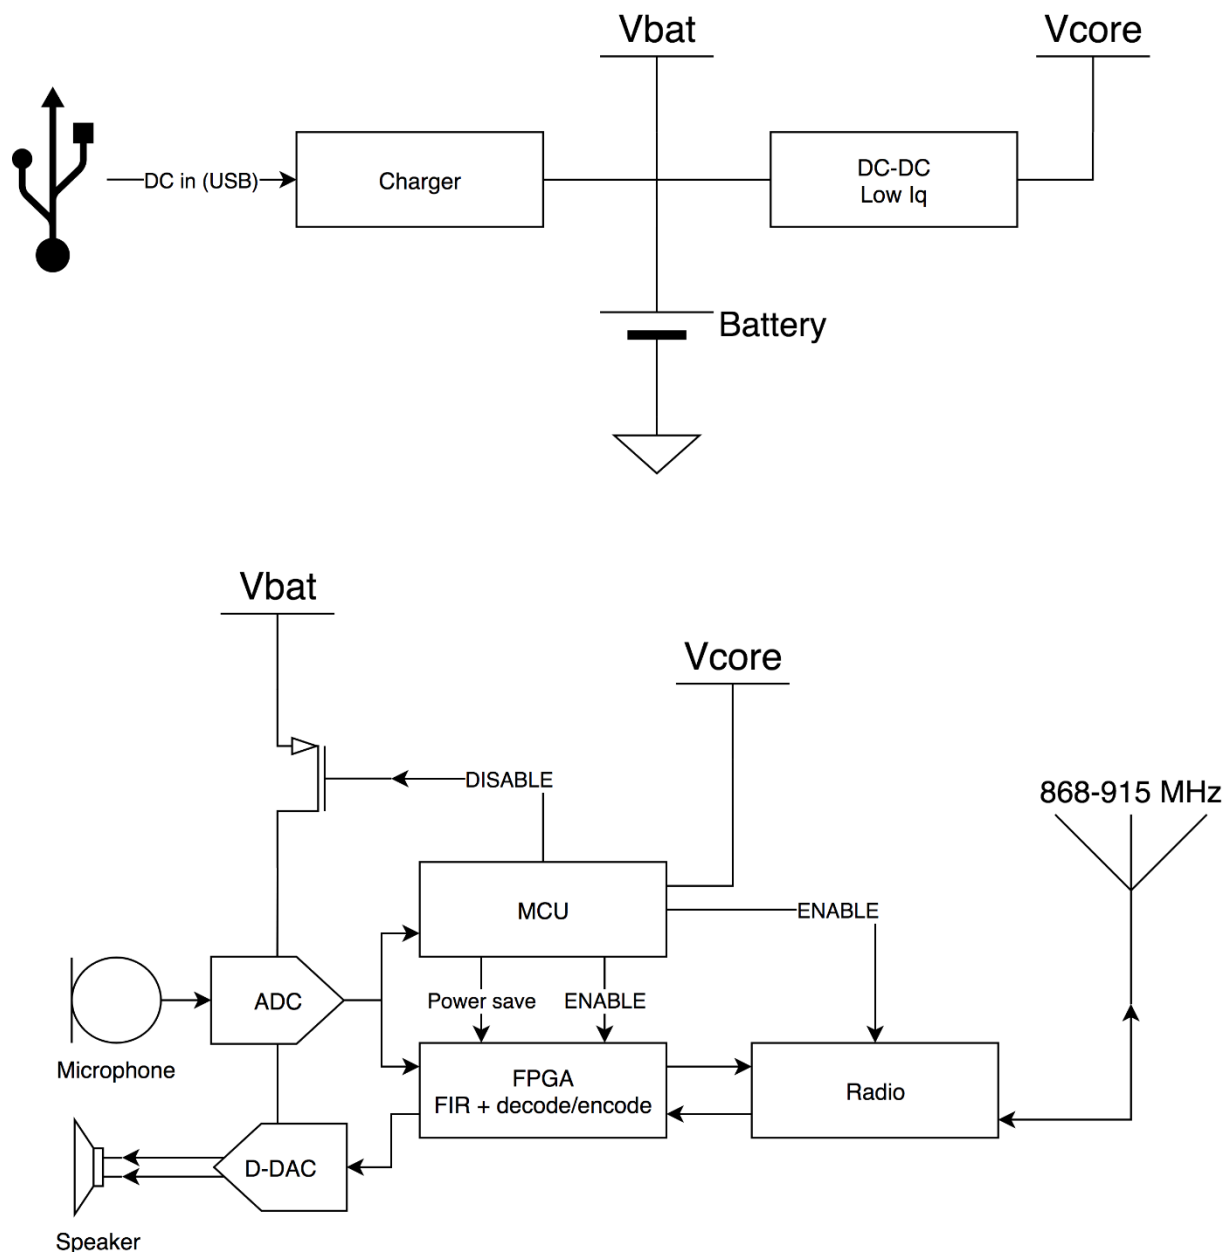 Vbat
Vcore
DC in (USB)
Charger
DC-DC
Low Iq
Battery
Vbat
Vcore
DISABLE
868-915 MHz
MCU
ENABLE
ADC
Power save
ENABLE
Microphone
FPGA
FIR + decode/encode
Radio
D-DAC
Speaker